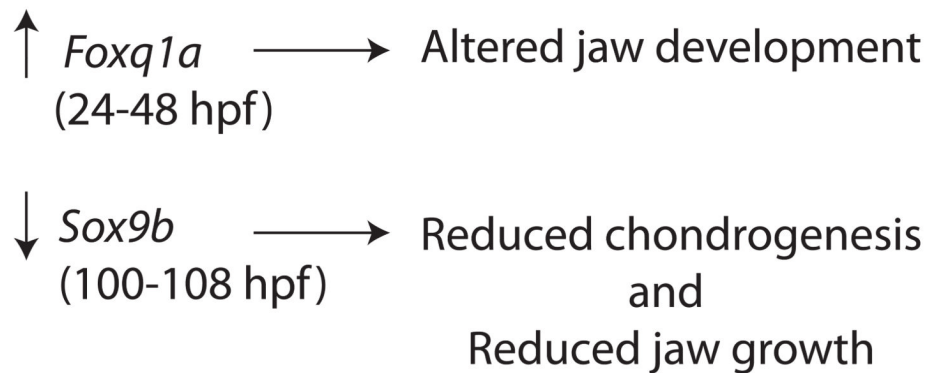 Foxq1a
Altered jaw development
(24-48 hpf)
Sox9b
Reduced chondrogenesis
(100-108 hpf)
and
Reduced jaw growth